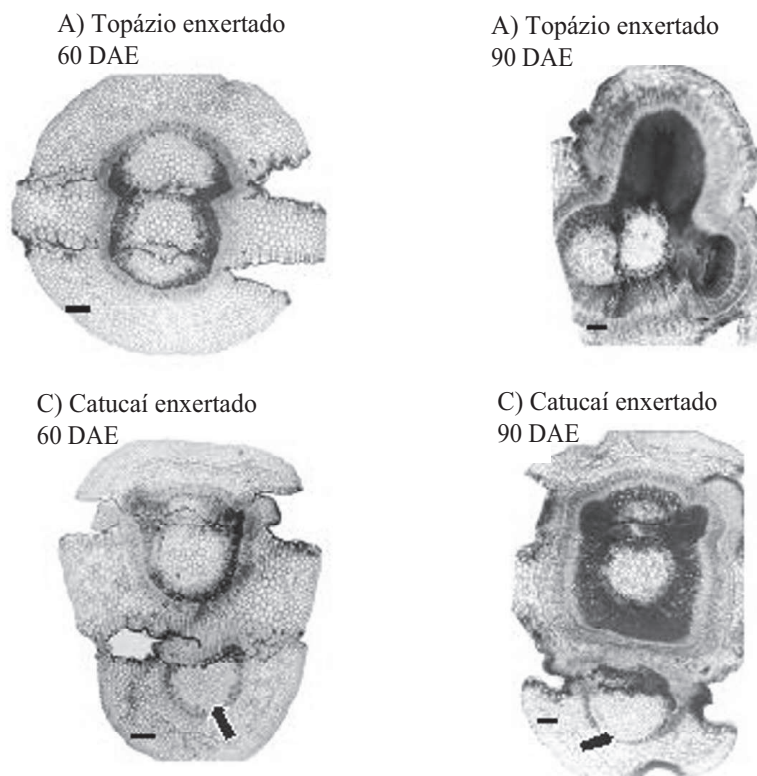 A) Topázio enxertado
60 DAE
A) Topázio enxertado
90 DAE
C) Catucaí enxertado
60 DAE
C) Catucaí enxertado
90 DAE